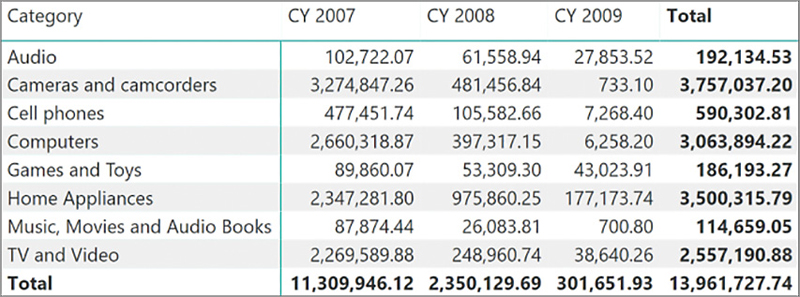 Category CY 2007 CY 2008 CY 2009 Total
Audio 102,722.07 61,558.94 27,853.52 192,134.53
Cameras and camcorders 3,274,847.26 481,456.84 733.10 3,757,037.20
Cell phones 477,451.74 105,582.66 7,268.40 590,302.81
Computers 2,660,318.87 397,317.15 6,258.20 3,063,894.22
Games and Toys 89,860.07 53,309.30 43,023.91 186,193.27
Home Appliances 2,347,281.80 975,860.25 177,173.74 3,500,315.79
Music, Movies and Audio Books 87,874.44 26,083.81 700.80 114,659.05
TV and Video 2,269,589.88 248,960.74 38,640.26 2,557,190.88
Total 11,309,946.12 2,350,129.69 301,651.93 13,961,727.74